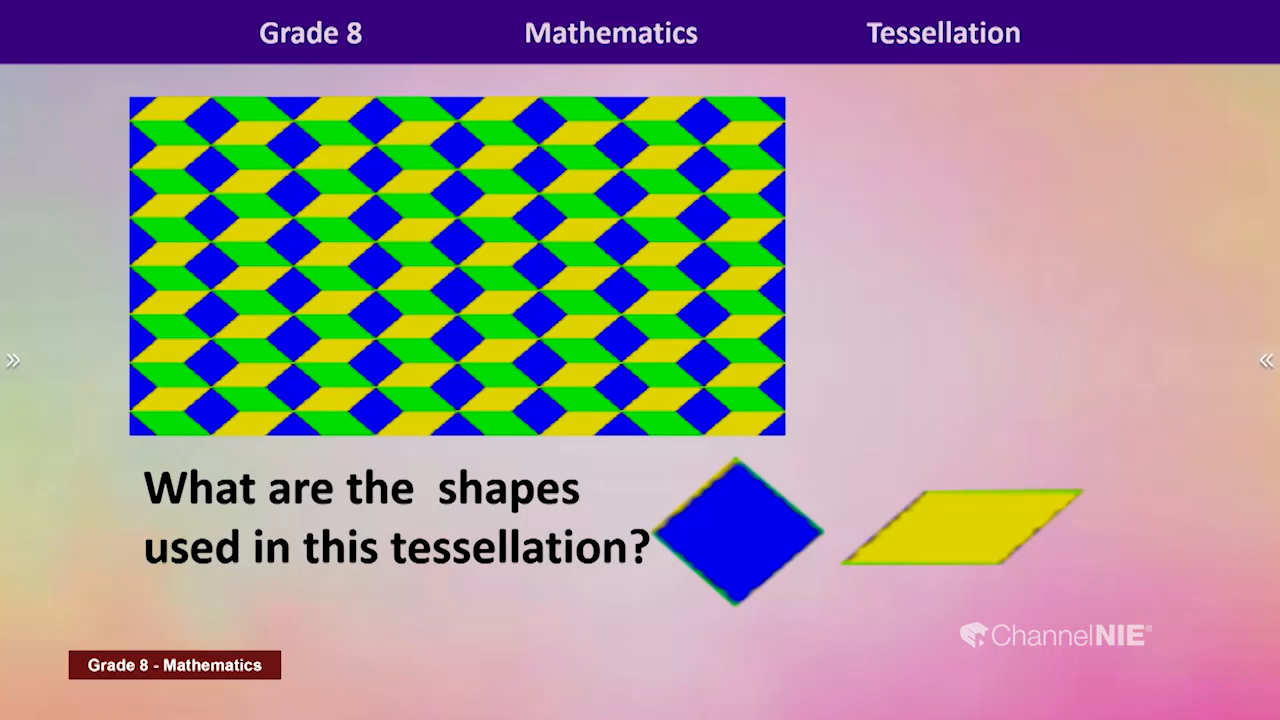 Grade 8 Mathematics Tessellation
What are the shapes
used in this tessellation?
ChannelNIE®
Grade 8 - Mathematics